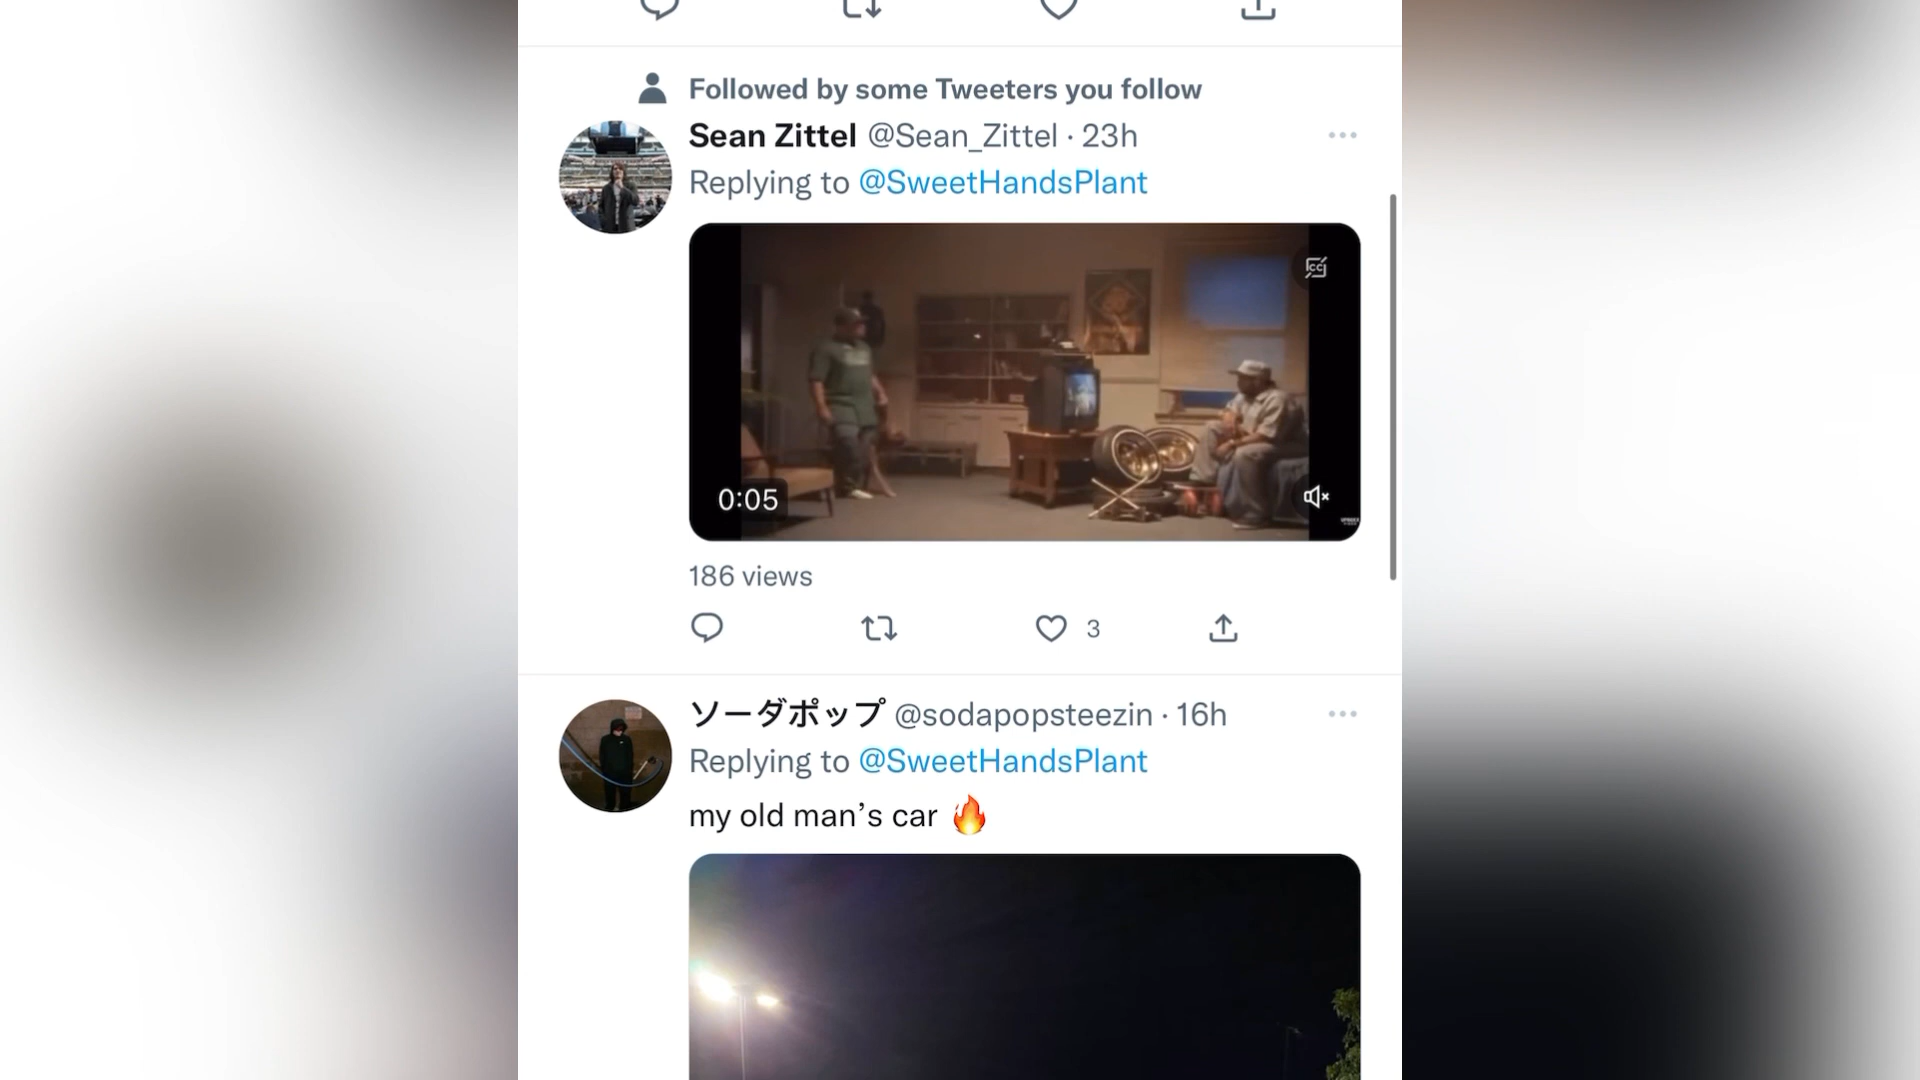 Followed by some Tweeters you follow
Sean Zittel @Sean_Zittel · 23h
Replying to @SweetHandsPlant
CC
0:05
186 views
3
ソーダポップ @sodapopsteezin · 16h
Replying to @SweetHandsPlant
my old man’s car 🔥